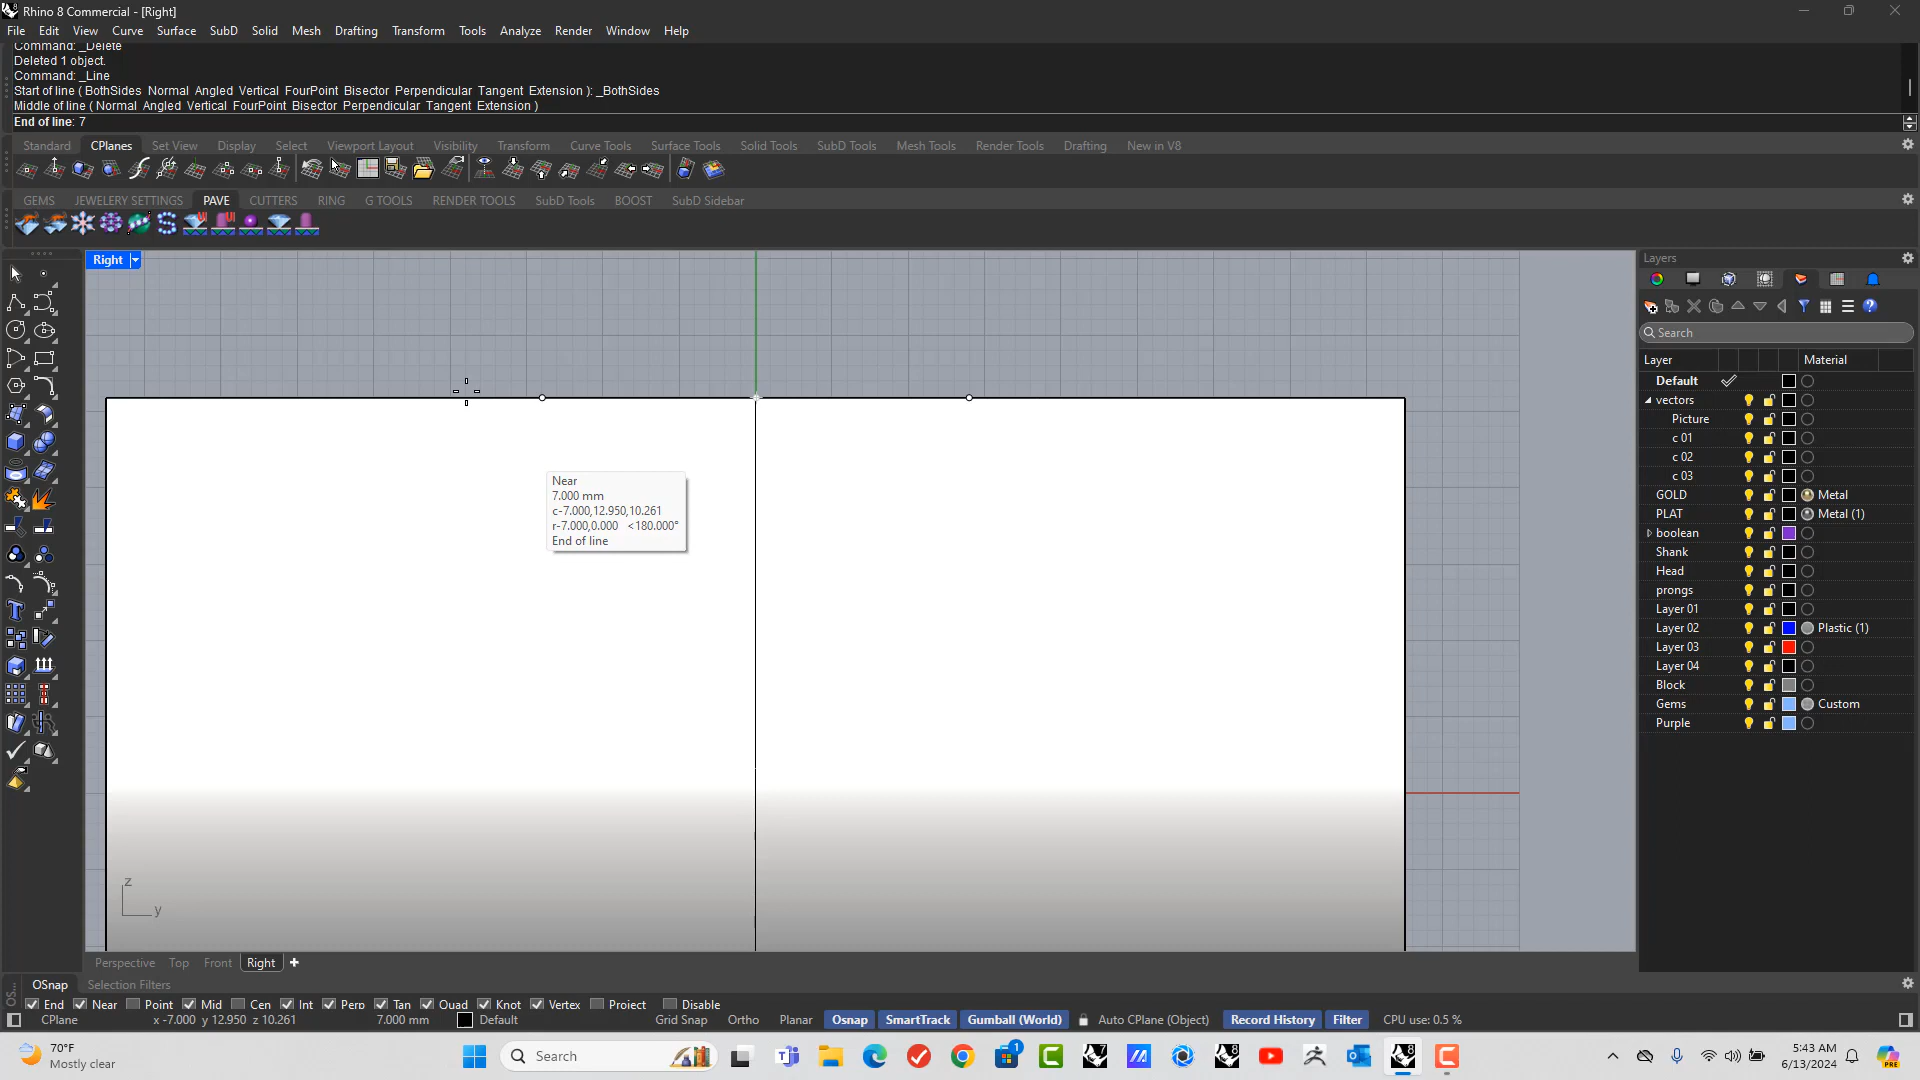 Rhino 8 Commercial - [Right]
File Edit View Curve Surface SubD Solid Mesh Drafting Transform Tools Analyze Render Window Help
Command: _Delete
Deleted 1 object.
Command: _Line
Start of line ( BothSides Normal Angled Vertical FourPoint Bisector Perpendicular Tangent Extension ): _BothSides
Middle of line ( Normal Angled Vertical FourPoint Bisector Perpendicular Tangent Extension )
End of line: 7
Standard CPlanes Set View Display Select Viewport Layout Visibility Transform Curve Tools Surface Tools Solid Tools SubD Tools Mesh Tools Render Tools Drafting New in V8
GEMS JEWELERY SETTINGS PAVE CUTTERS RING G TOOLS RENDER TOOLS SubD Tools BOOST SubD Sidebar
Right
Near
7.000 mm
c-7.000,12.950,10.261
r-7.000,0.000 <180.000°
End of line
z
y
Layers
Search
Layer Material
Default
vectors
Picture
c 01
c 02
c 03
GOLD Metal
PLAT Metal (1)
boolean
Shank
Head
prongs
Layer 01
Layer 02 Plastic (1)
Layer 03
Layer 04
Block
Gems Custom
Purple
Perspective Top Front Right
OSnap Selection Filters
End Near Point Mid Cen Int Perp Tan Quad Knot Vertex Project Disable
CPlane x -7.000 y 12.950 z 10.261 7.000 mm Default Grid Snap Ortho Planar Osnap SmartTrack Gumball (World) Auto CPlane (Object) Record History Filter CPU use: 0.5 %
70°F
Mostly clear
Search
5:43 AM
6/13/2024